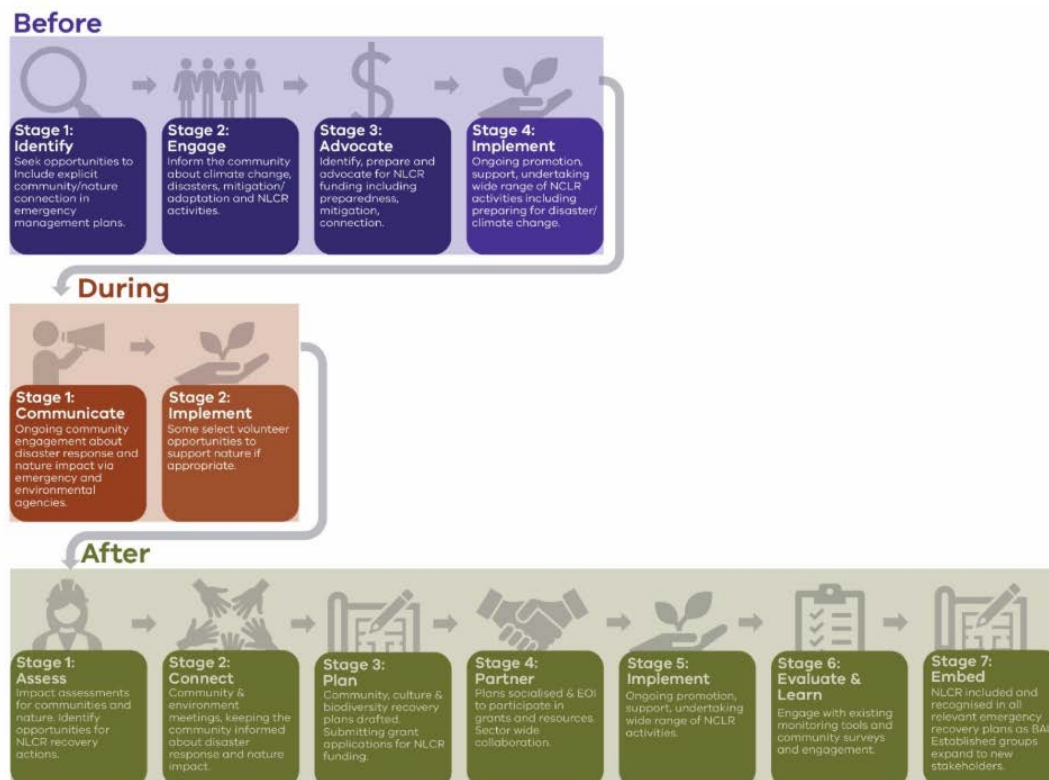 Before
Stage 1:
Identify
Seek opportunities to
Include explicit
community/nature
connection in
emergency
management plans.
Stage 2:
Engage
Inform the community
about climate change,
disasters, mitigation/
adaptation and NLCR
activities.
Stage 3:
Advocate
Identify, prepare and
advocate for NLCR
funding including
preparedness,
mitigation,
connection.
Stage 4:
Implement
Ongoing promotion,
support, undertaking
wide range of NCLR
activities including
preparing for disaster/
climate change.
During
Stage 1:
Communicate
Ongoing community
engagement about
disaster response and
nature impact via
emergency and
environmental
agencies.
Stage 2:
Implement
Some select volunteer
opportunities to
support nature if
appropriate.
After
Stage 1:
Assess
Impact assessments
for communities and
nature. Identify
opportunities for
NLCR recovery
actions.
Stage 2:
Connect
Community &
environment
meetings, keeping the
community informed
about disaster
response and nature
impact.
Stage 3:
Plan
Community, culture &
biodiversity recovery
plans drafted.
Submitting grant
applications for NLCR
funding.
Stage 4:
Partner
Plans socialised & EOI
to participate in
grants and resources.
Sector wide
collaboration.
Stage 5:
Implement
Ongoing promotion,
support, undertaking
wide range of NCLR
activities.
Stage 6:
Evaluate &
Learn
Engage with existing
monitoring tools and
community surveys
and engagement.
Stage 7:
Embed
NLCR included and
recognised in all
relevant emergency
recovery plans as
Established groups
expand to new
stakeholders.